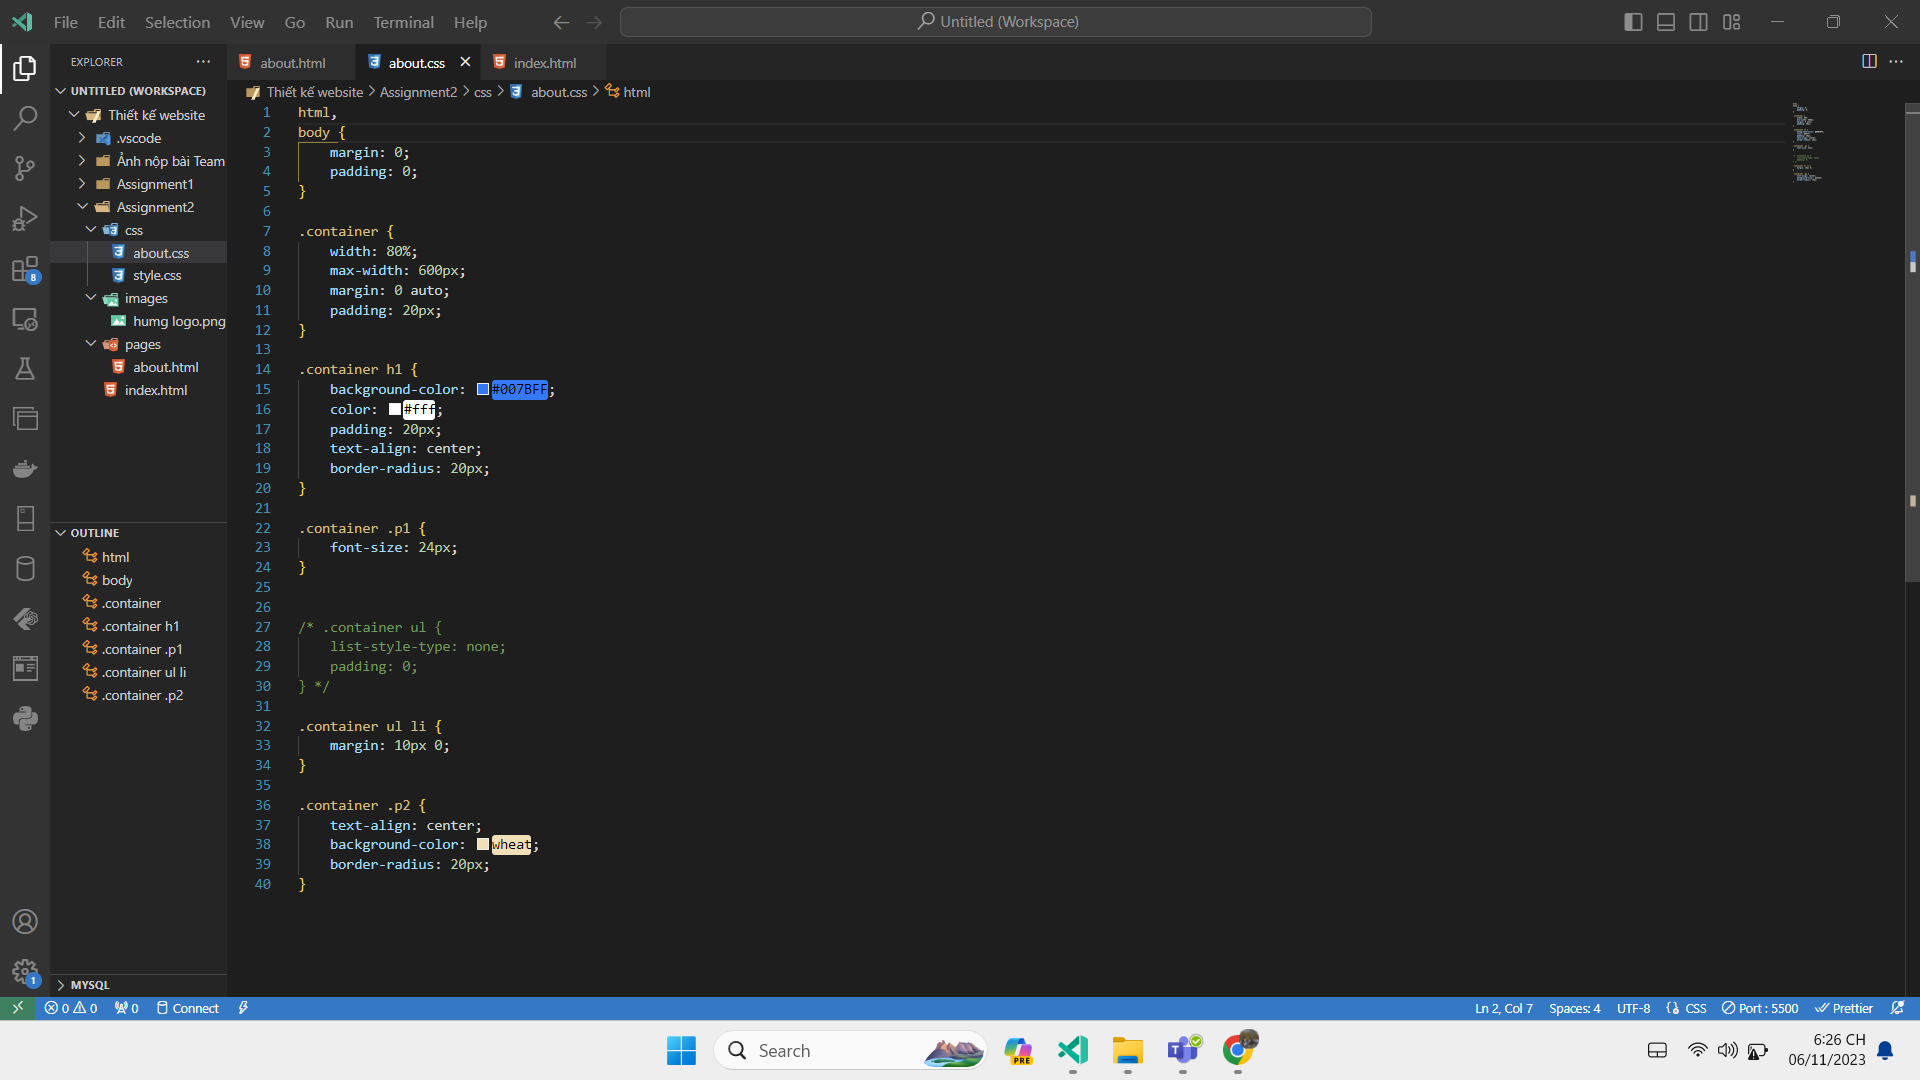 File Edit Selection View Go Run Terminal Help
Untitled (Workspace)
EXPLORER
UNTITLED (WORKSPACE)
Thiết kế website
.vscode
Ảnh nộp bài Team
Assignment1
Assignment2
css
about.css
style.css
images
humg logo.png
pages
about.html
index.html
OUTLINE
html
body
.container
.container h1
.container .p1
.container ul li
.container .p2
MYSQL
8
1
about.html about.css index.html
Thiết kế website > Assignment2 > css > about.css > html
1 html,
2 body {
3 margin: 0;
4 padding: 0;
5 }
6
7 .container {
8 width: 80%;
9 max-width: 600px;
10 margin: 0 auto;
11 padding: 20px;
12 }
13
14 .container h1 {
15 background-color: #007BFF;
16 color: #fff;
17 padding: 20px;
18 text-align: center;
19 border-radius: 20px;
20 }
21
22 .container .p1 {
23 font-size: 24px;
24 }
25
26
27 /* .container ul {
28 list-style-type: none;
29 padding: 0;
30 } */
31
32 .container ul li {
33 margin: 10px 0;
34 }
35
36 .container .p2 {
37 text-align: center;
38 background-color: wheat;
39 border-radius: 20px;
40 }
0 0 0 Connect
Ln 2, Col 7 Spaces: 4 UTF-8 {} CSS Port : 5500 Prettier
Search
PRE
6:26 CH
06/11/2023